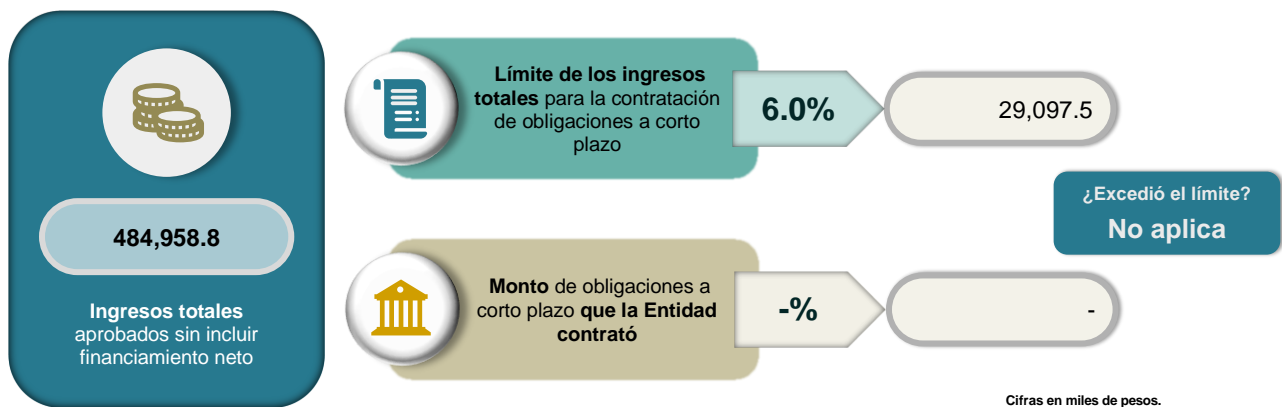 484,958.8
Ingresos totales
aprobados sin incluir
financiamiento neto
Límite de los ingresos
totales para la contratación
de obligaciones a corto
plazo
6.0%
29,097.5
¿Excedió el límite?
No aplica
Monto de obligaciones a
corto plazo que la Entidad
contrató
-%
-
Cifras en miles de pesos.